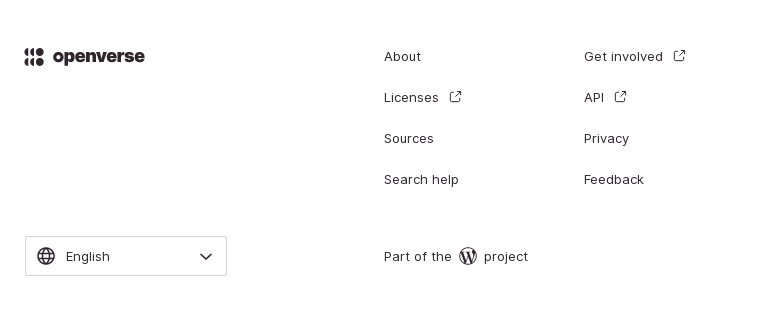 openverse
About
Licenses
Sources
Search help
Get involved
API
Privacy
Feedback
English
Part of the
project